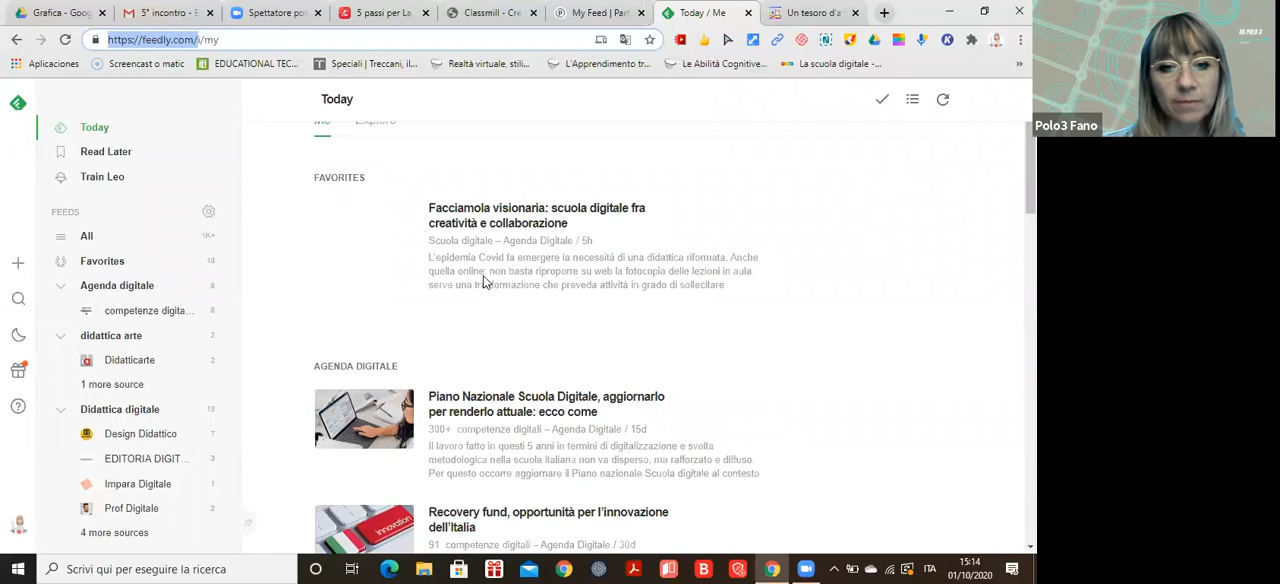 Grafica - Goog
5° incontro - E
Spettatore po
5 passi per La
Classmill - Cre
My Feed | Part
Today / Me
Un tesoro d'a
https://feedly.com/i/my
Applicazioni
Screencast o matic
EDUCATIONAL TEC...
Speciali | Treccani, il...
Realtà virtuale, stili...
L'Apprendimento tr...
Le Abilità Cognitive...
La scuola digitale -...
»
Today
Me
Explore
Today
Read Later
Train Leo
FEEDS
All
1K+
Favorites
Agenda digitale
8
competenze digita...
8
didattica arte
2
Didatticarte
2
1 more source
Didattica digitale
13
Design Didattico
7
EDITORIA DIGIT...
3
Impara Digitale
1
Prof Digitale
2
4 more sources
FAVORITES
Facciamola visionaria: scuola digitale fra
creatività e collaborazione
Scuola digitale – Agenda Digitale / 5h
L'epidemia Covid fa emergere la necessità di una didattica riformata. Anche
quella online: non basta riproporre su web la fotocopia delle lezioni in aula:
serve una trasformazione che preveda attività in grado di sollecitare
AGENDA DIGITALE
Piano Nazionale Scuola Digitale, aggiornarlo
per renderlo attuale: ecco come
300+ competenze digitali – Agenda Digitale / 15d
Il lavoro fatto in questi 5 anni in termini di digitalizzazione e svolta
metodologica nella scuola italiana non va disperso, ma rafforzato e diffuso.
Per questo occorre aggiornare il Piano nazionale Scuola digitale al contesto
innovation
Recovery fund, opportunità per l'innovazione
dell'Italia
91 competenze digitali – Agenda Digitale / 30d
Polo3 Fano
IIS POLO 3
Scrivi qui per eseguire la ricerca
ITA
15:14
01/10/2020